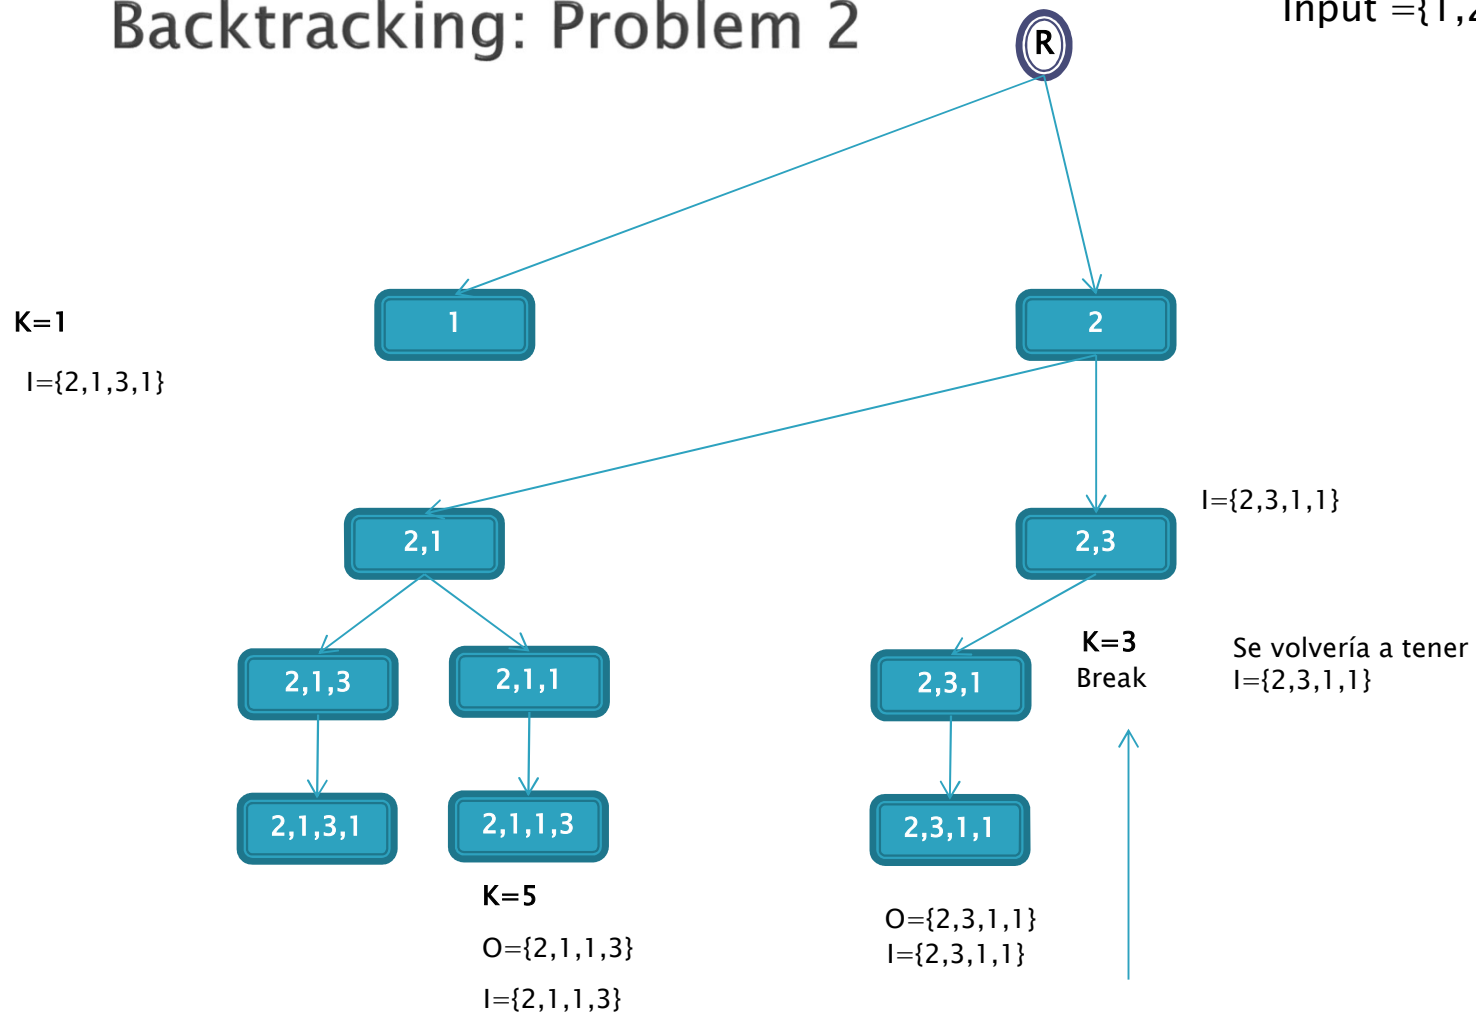 Backtracking: Problem 2
Input ={1,2
R
K=1
1
2
I={2,1,3,1}
I={2,3,1,1}
2,1
2,3
K=3
Break
Se volvería a tener
I={2,3,1,1}
2,1,3
2,1,1
2,3,1
2,1,3,1
2,1,1,3
2,3,1,1
K=5
O={2,1,1,3}
I={2,1,1,3}
O={2,3,1,1}
I={2,3,1,1}